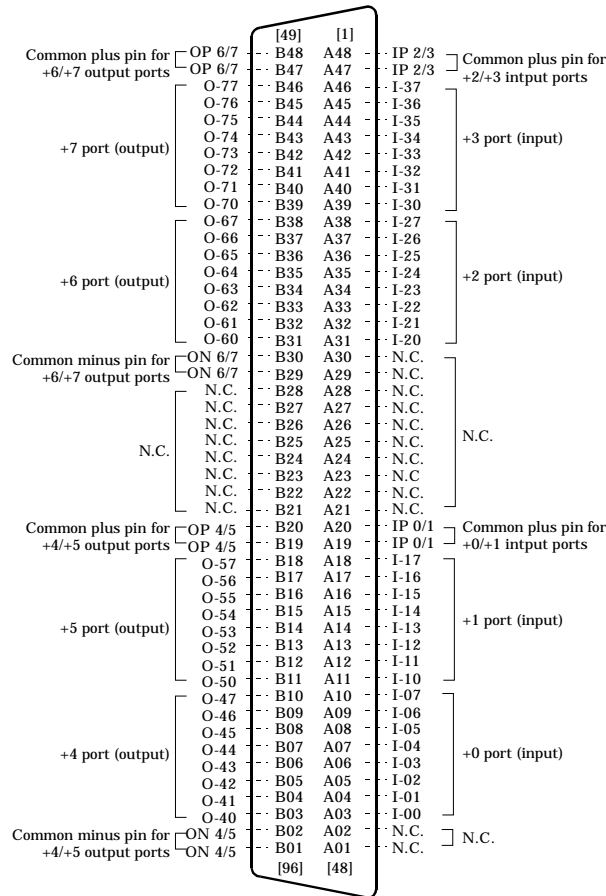 [49] [1]
Common plus pin for +6/+7 output ports
OP 6/7 B48 A48 IP 2/3
OP 6/7 B47 A47 IP 2/3
Common plus pin for +2/+3 intput ports
O-77 B46 A46 I-37
O-76 B45 A45 I-36
O-75 B44 A44 I-35
O-74 B43 A43 I-34
+7 port (output)
+3 port (input)
O-73 B42 A42 I-33
O-72 B41 A41 I-32
O-71 B40 A40 I-31
O-70 B39 A39 I-30
O-67 B38 A38 I-27
O-66 B37 A37 I-26
O-65 B36 A36 I-25
O-64 B35 A35 I-24
+6 port (output)
+2 port (input)
O-63 B34 A34 I-23
O-62 B33 A33 I-22
O-61 B32 A32 I-21
O-60 B31 A31 I-20
Common minus pin for +6/+7 output ports
ON 6/7 B30 A30 N.C.
ON 6/7 B29 A29 N.C.
N.C. B28 A28 N.C.
N.C. B27 A27 N.C.
N.C. B26 A26 N.C.
N.C.
N.C. B25 A25 N.C.
N.C.
N.C. B24 A24 N.C.
N.C. B23 A23 N.C
N.C. B22 A22 N.C.
N.C. B21 A21 N.C.
Common plus pin for +4/+5 output ports
OP 4/5 B20 A20 IP 0/1
OP 4/5 B19 A19 IP 0/1
Common plus pin for +0/+1 intput ports
O-57 B18 A18 I-17
O-56 B17 A17 I-16
O-55 B16 A16 I-15
O-54 B15 A15 I-14
+5 port (output)
+1 port (input)
O-53 B14 A14 I-13
O-52 B13 A13 I-12
O-51 B12 A12 I-11
O-50 B11 A11 I-10
O-47 B10 A10 I-07
O-46 B09 A09 I-06
O-45 B08 A08 I-05
O-44 B07 A07 I-04
+4 port (output)
+0 port (input)
O-43 B06 A06 I-03
O-42 B05 A05 I-02
O-41 B04 A04 I-01
O-40 B03 A03 I-00
Common minus pin for +4/+5 output ports
ON 4/5 B02 A02 N.C.
ON 4/5 B01 A01 N.C.
N.C.
[96] [48]